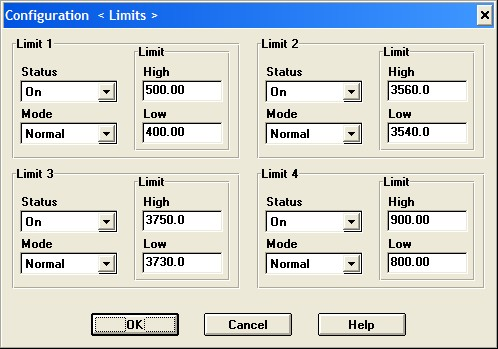 Configuration < Limits >
Limit 1
Status
On
Mode
Normal
Limit
High
500.00
Low
400.00
Limit 2
Status
On
Mode
Normal
Limit
High
3560.0
Low
3540.0
Limit 3
Status
On
Mode
Normal
Limit
High
3750.0
Low
3730.0
Limit 4
Status
On
Mode
Normal
Limit
High
900.00
Low
800.00
OK
Cancel
Help